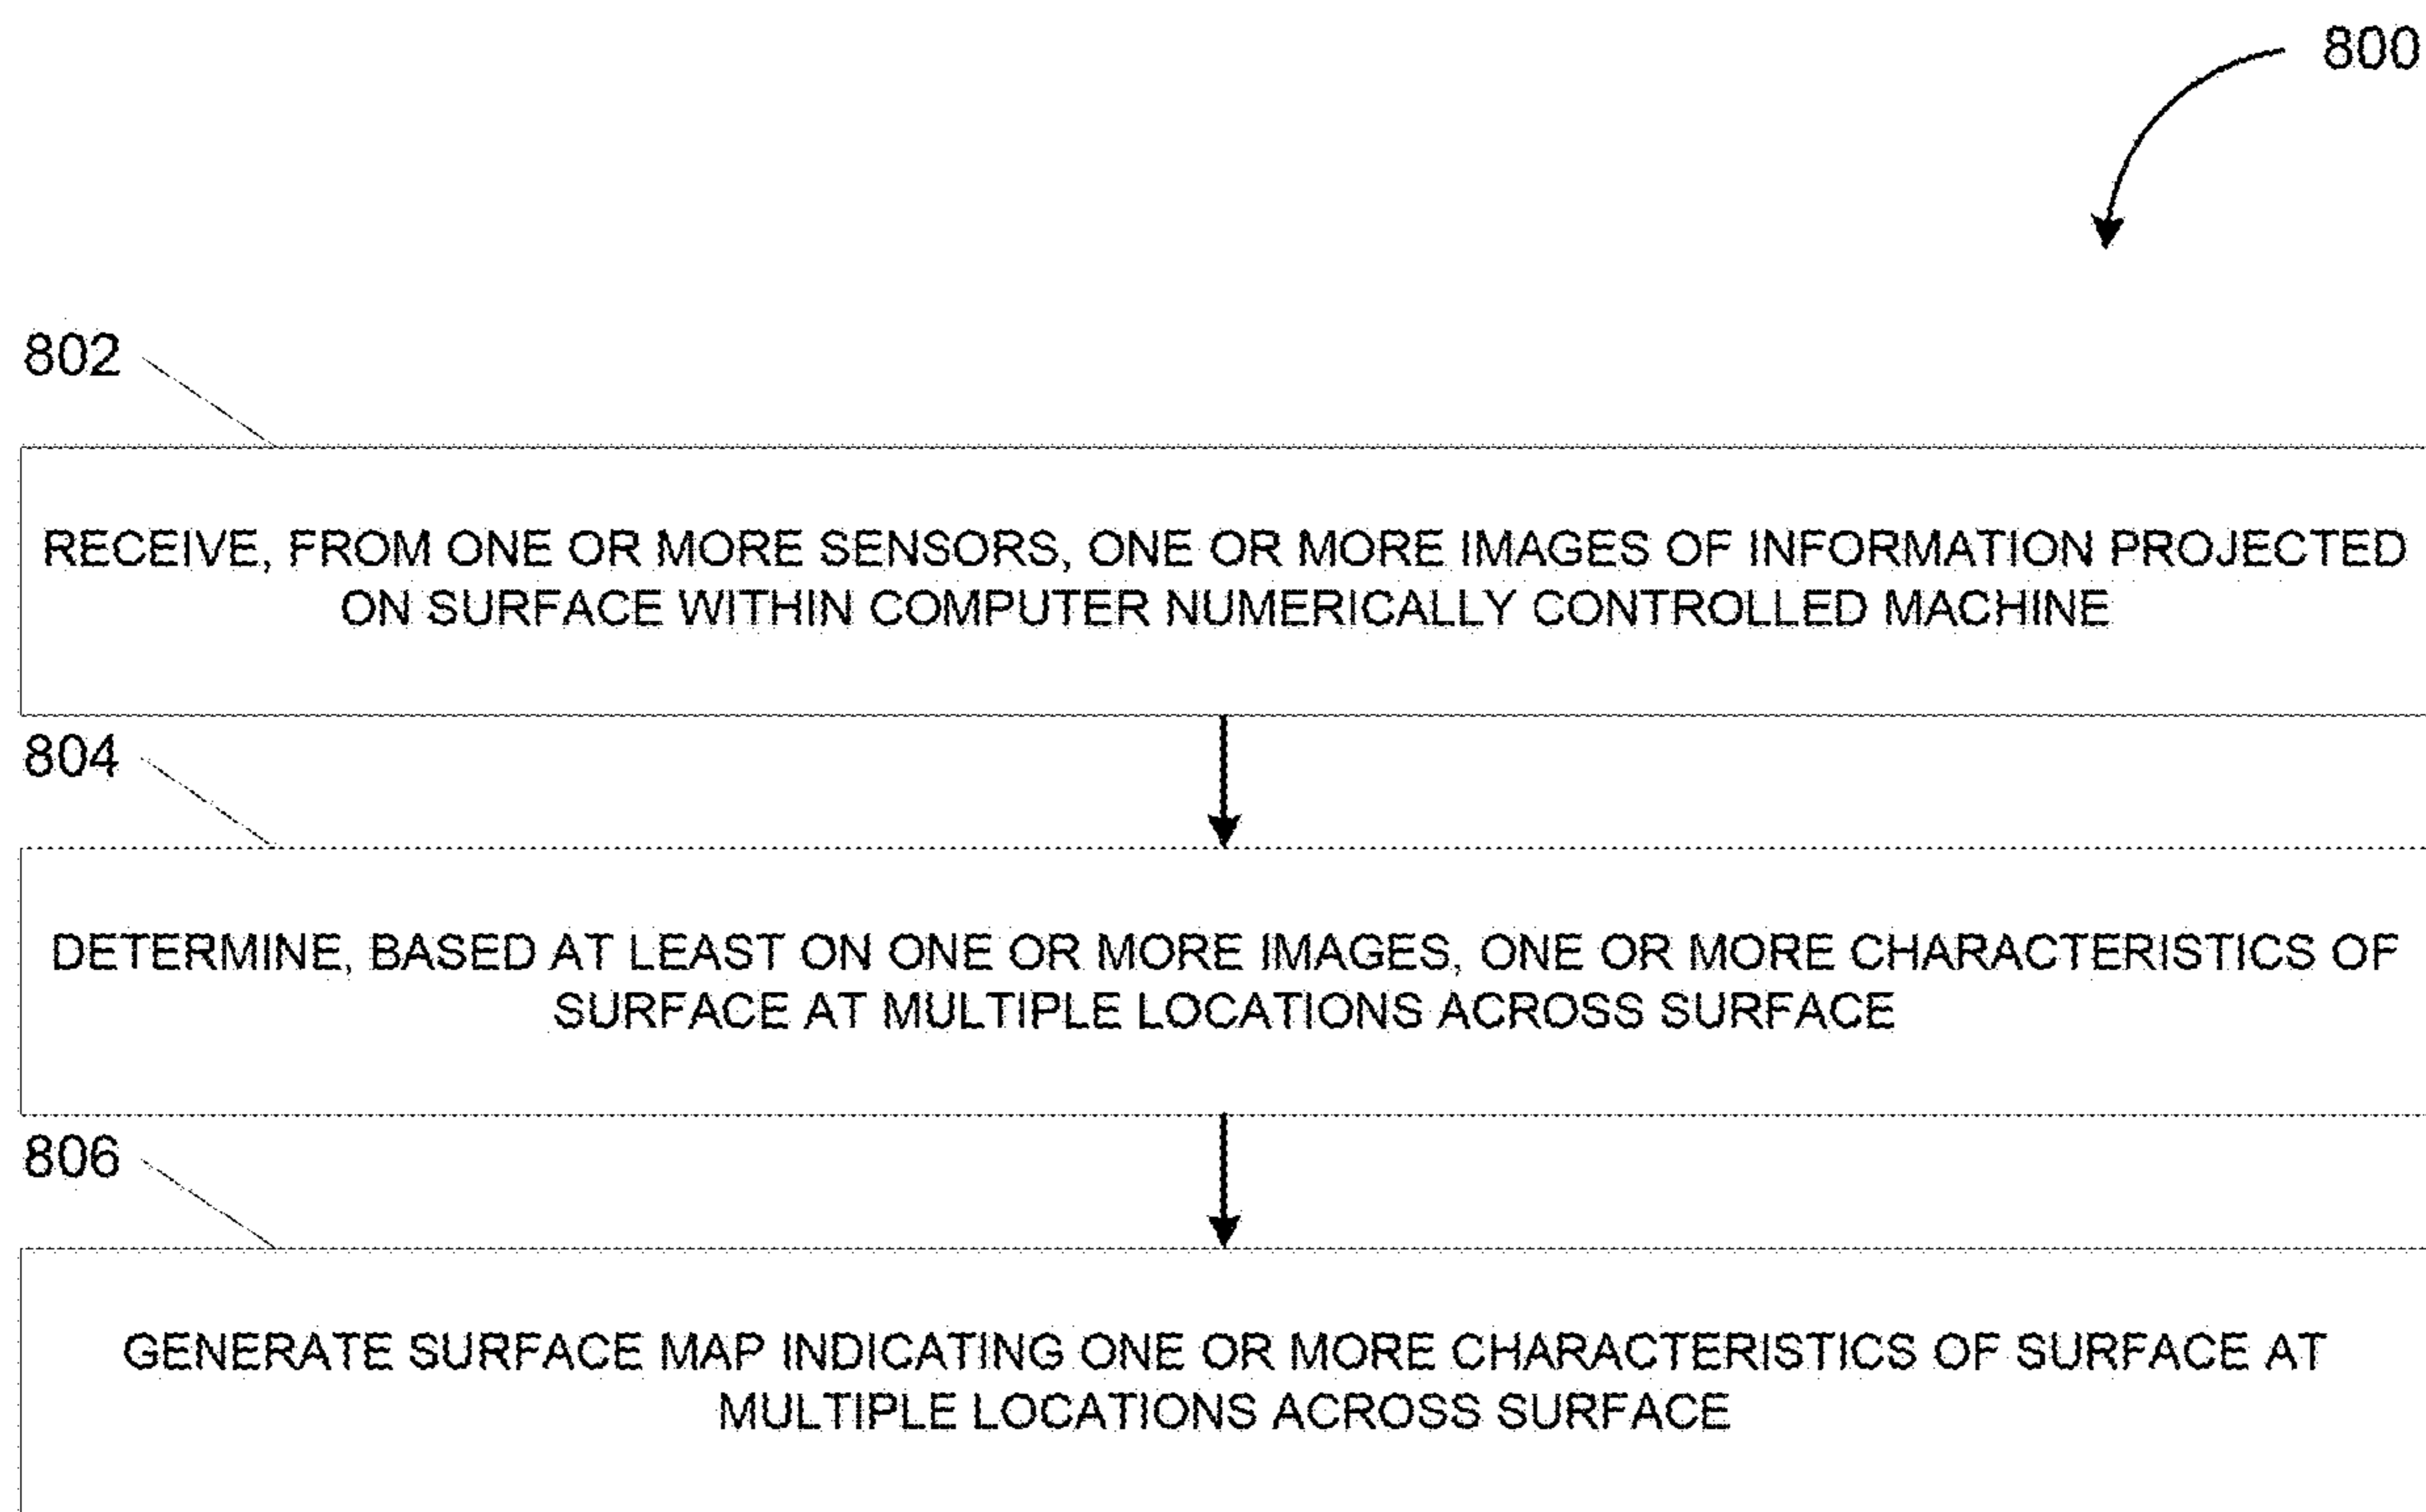 800
802
RECEIVE, FROM ONE OR MORE SENSORS, ONE OR MORE IMAGES OF INFORMATION PROJECTED
ON SURFACE WITHIN COMPUTER NUMERICALLY CONTROLLED MACHINE
804
DETERMINE, BASED AT LEAST ON ONE OR MORE IMAGES, ONE OR MORE CHARACTERISTICS OF
SURFACE AT MULTIPLE LOCATIONS ACROSS SURFACE
806
GENERATE SURFACE MAP INDICATING ONE OR MORE CHARACTERISTICS OF SURFACE AT
MULTIPLE LOCATIONS ACROSS SURFACE